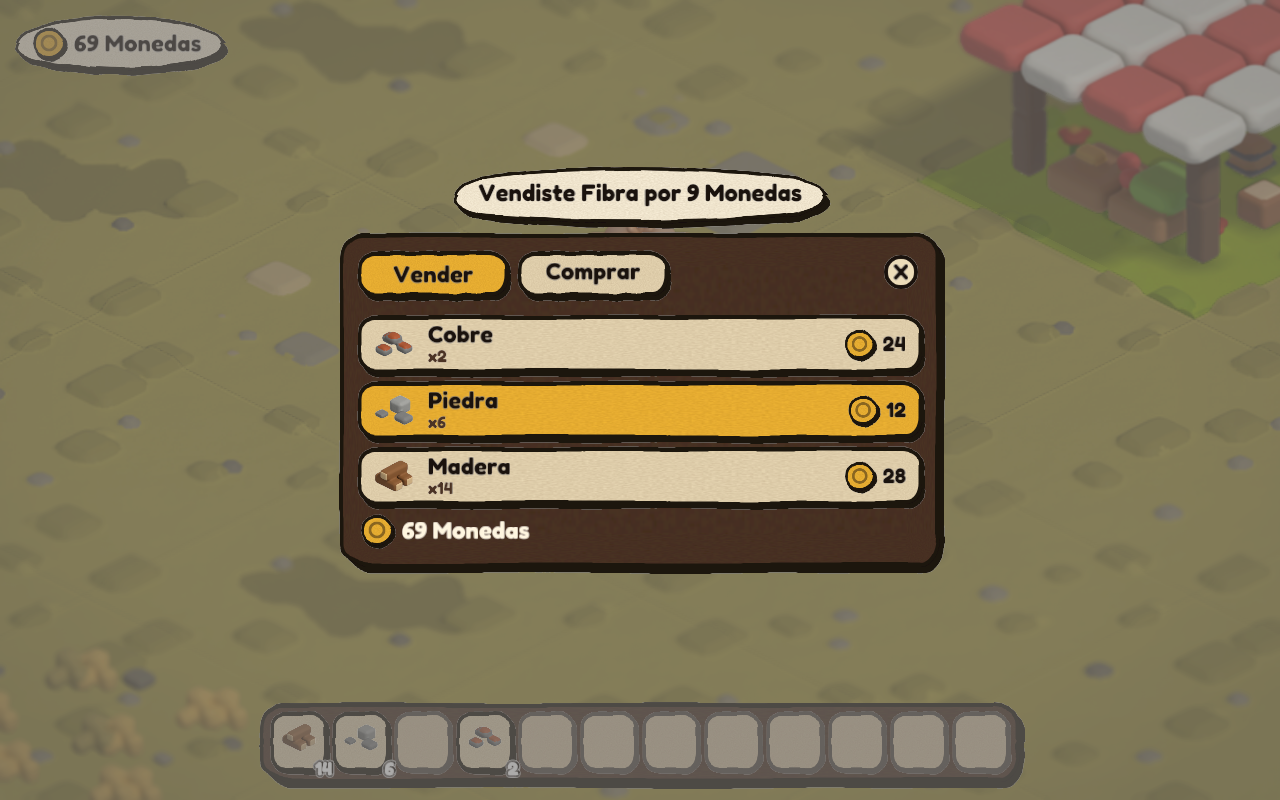 69 Monedas
Vendiste Fibra por 9 Monedas
Vender
Comprar
Cobre
x2
24
Piedra
x6
12
Madera
x14
28
69 Monedas
14
6
2